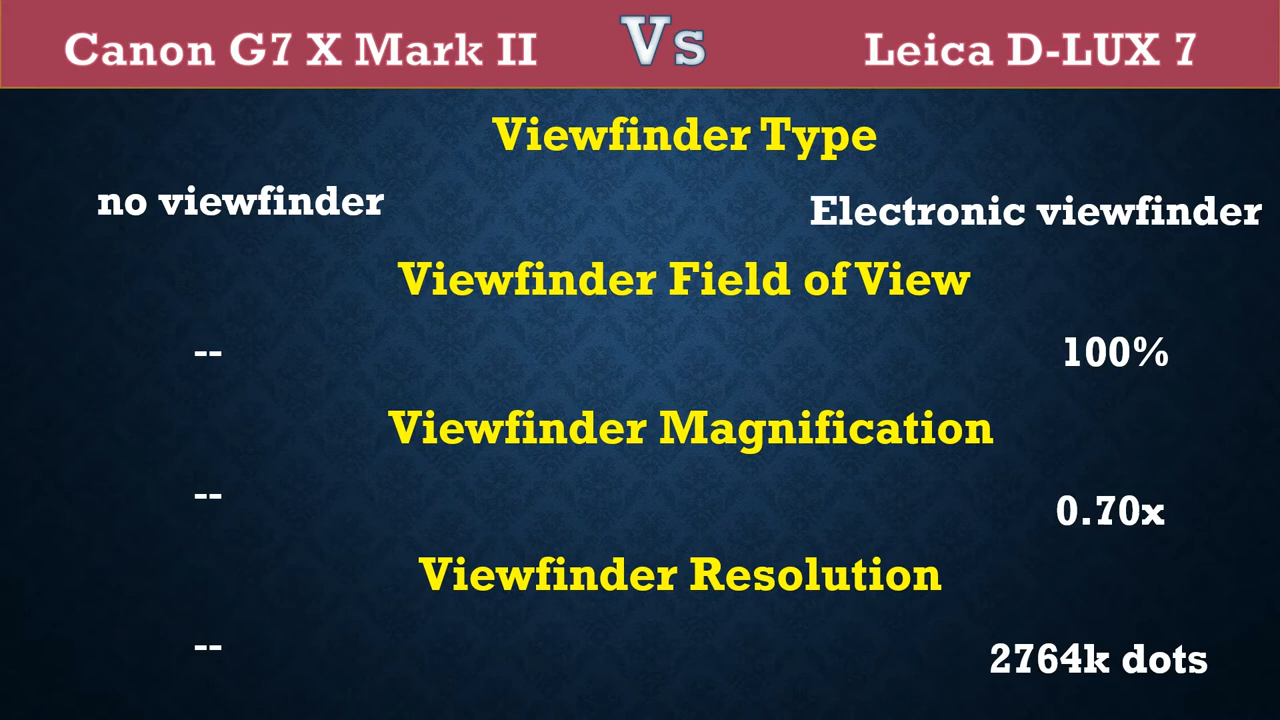 Canon G7 X Mark II Vs Leica D-LUX 7
Viewfinder Type
no viewfinder Electronic viewfinder
Viewfinder Field of View
-- 100%
Viewfinder Magnification
-- 0.70x
Viewfinder Resolution
-- 2764k dots